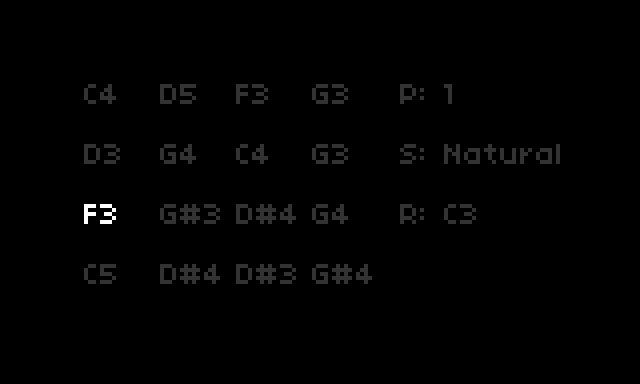 C4 D5 F3 G3 P: 1
D3 G4 C4 G3 S: Natural
F3 G#3 D#4 G4 R: C3
C5 D#4 D#3 G#4